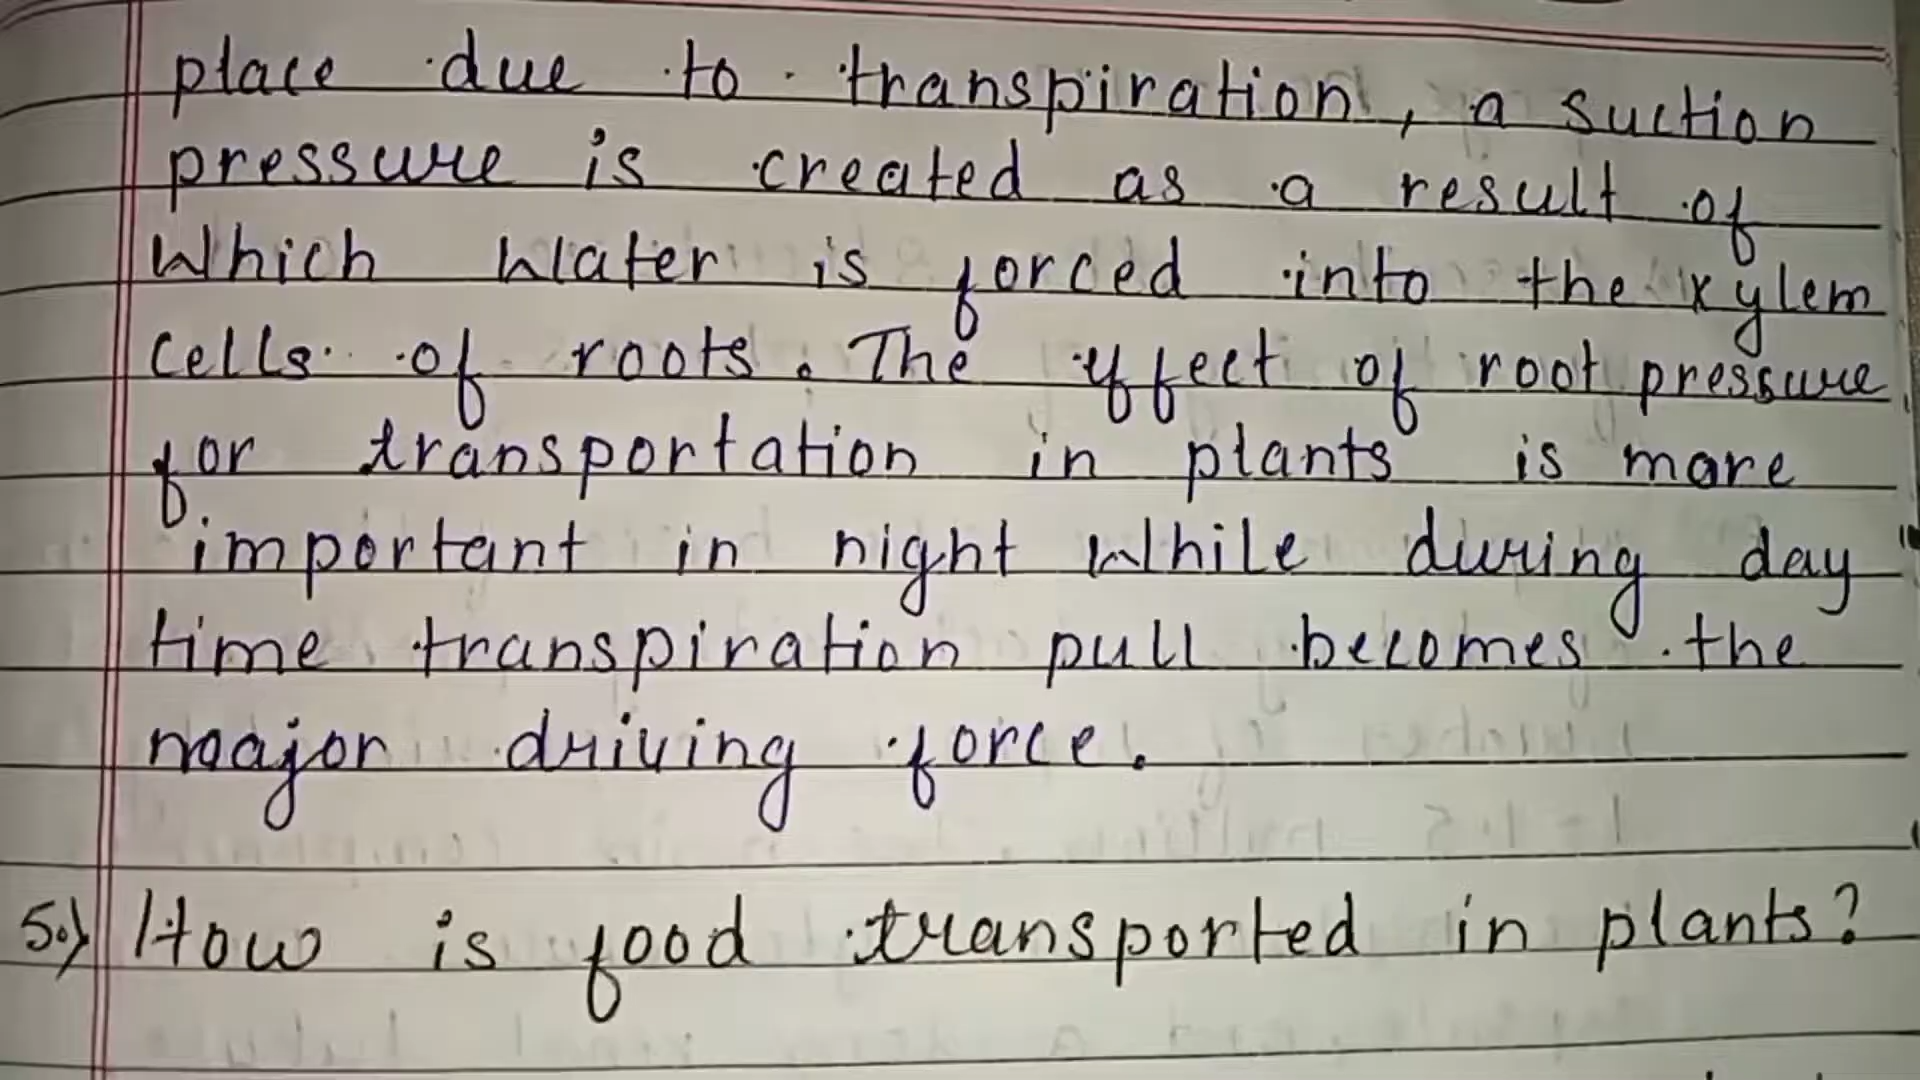 place due to transpiration, a suction
pressure is created as a result of
which water is forced into the xylem
cells of roots. The effect of root pressure
for transportation in plants is more
important in night while during day
time transpiration pull becomes the
major driving force.
5.) How is food transported in plants?